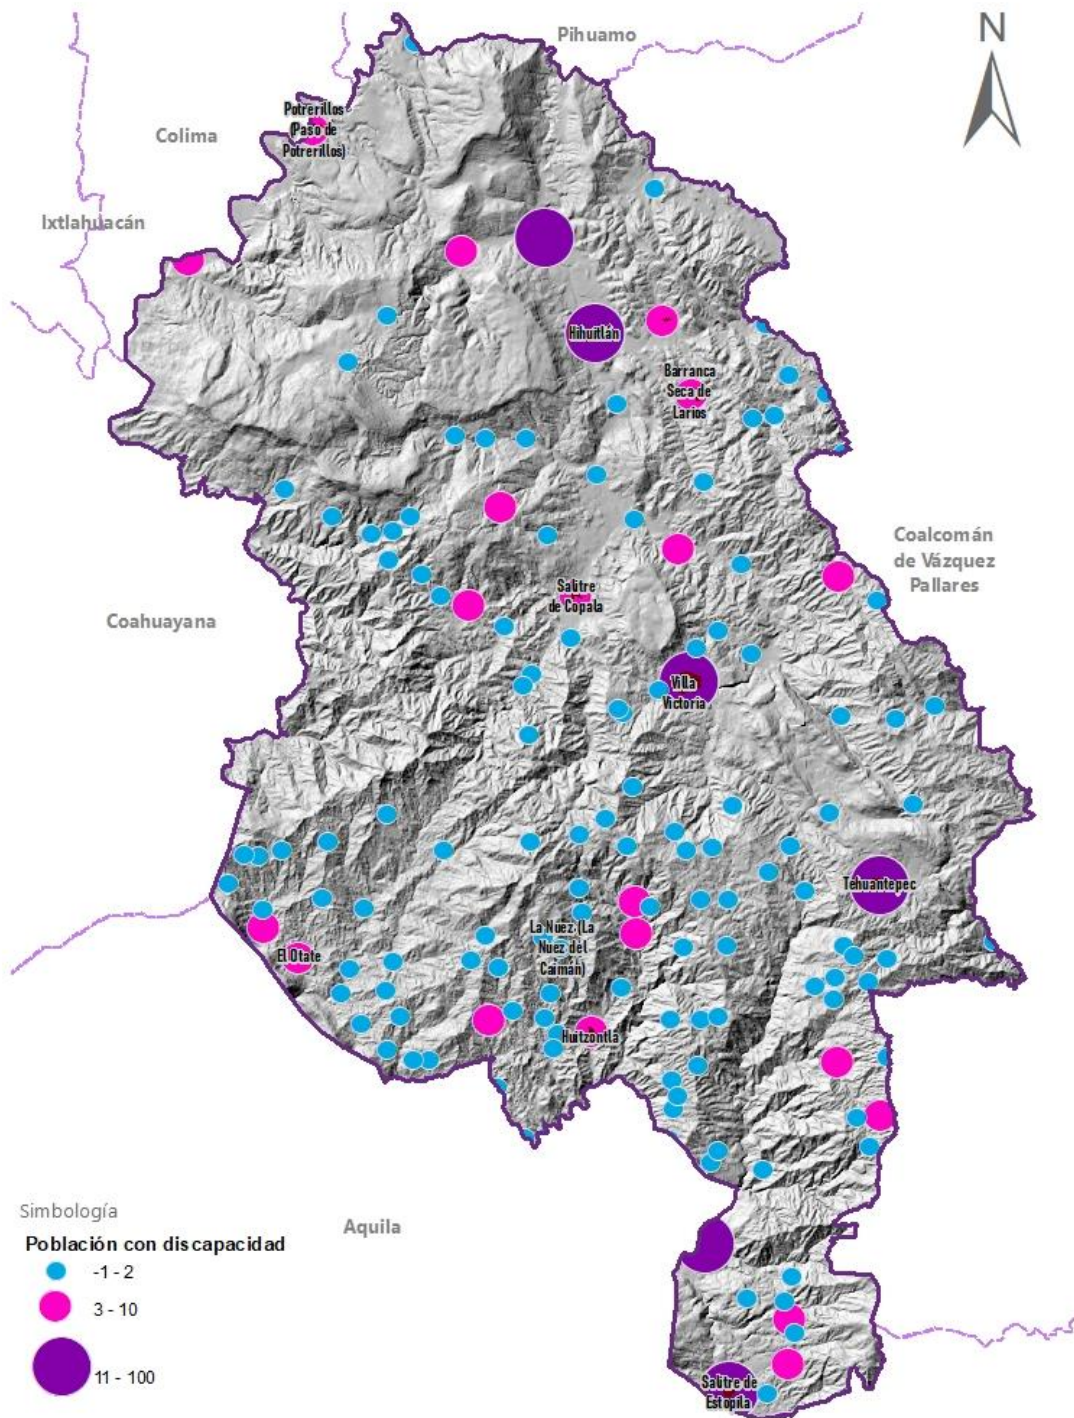 Pihuamo
N
Potrerillos
(Paso de
Potrerillos)
Colima
Ixtlahuacán
Hihuitlán
Barranca
Seca de
Larios
Coalcomán
de Vázquez
Pallares
Salitre
de Copala
Coahuayana
Villa
Victoria
Tehuantepec
La Nuez (La
Nuez del
Caimán)
El Otate
Huitzontla
Simbología
Aquila
Población con discapacidad
-1 - 2
3 - 10
11 - 100
Salitre de
Estopila